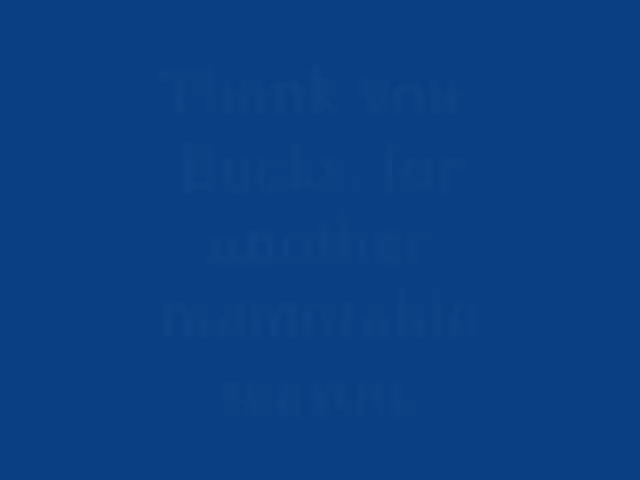 Thank you
Bucks, for
another
memorable
season.